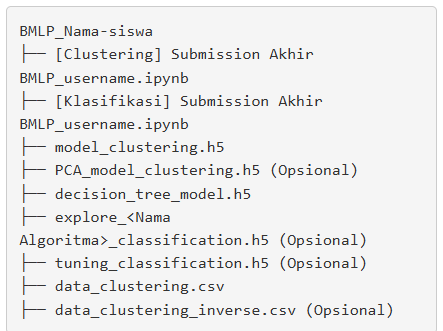 BMLP_Nama-siswa
├── [Clustering] Submission Akhir
BMLP_username.ipynb
├── [Klasifikasi] Submission Akhir
BMLP_username.ipynb
├── model_clustering.h5
├── PCA_model_clustering.h5 (Opsional)
├── decision_tree_model.h5
├── explore_<Nama
Algoritma>_classification.h5 (Opsional)
├── tuning_classification.h5 (Opsional)
├── data_clustering.csv
├── data_clustering_inverse.csv (Opsional)